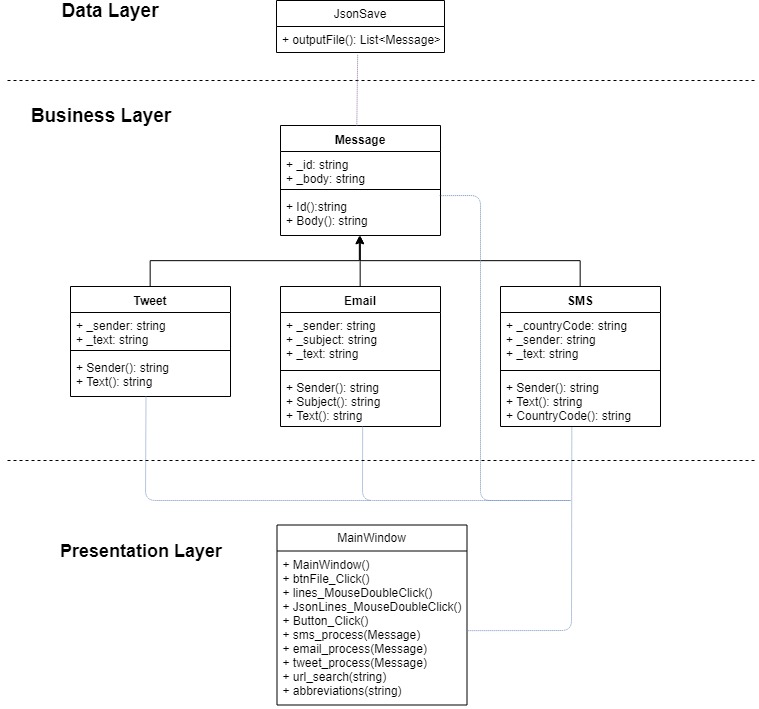 Data Layer
JsonSave
+ outputFile(): List<Message>
Business Layer
Message
+ _id: string
+ _body: string
+ Id():string
+ Body(): string
Tweet
+ _sender: string
+ _text: string
+ Sender(): string
+ Text(): string
Email
+ _sender: string
+ _subject: string
+ _text: string
+ Sender(): string
+ Subject(): string
+ Text(): string
SMS
+ _countryCode: string
+ _sender: string
+ _text: string
+ Sender(): string
+ Text(): string
+ CountryCode(): string
Presentation Layer
MainWindow
+ MainWindow()
+ btnFile_Click()
+ lines_MouseDoubleClick()
+ JsonLines_MouseDoubleClick()
+ Button_Click()
+ sms_process(Message)
+ email_process(Message)
+ tweet_process(Message)
+ url_search(string)
+ abbreviations(string)